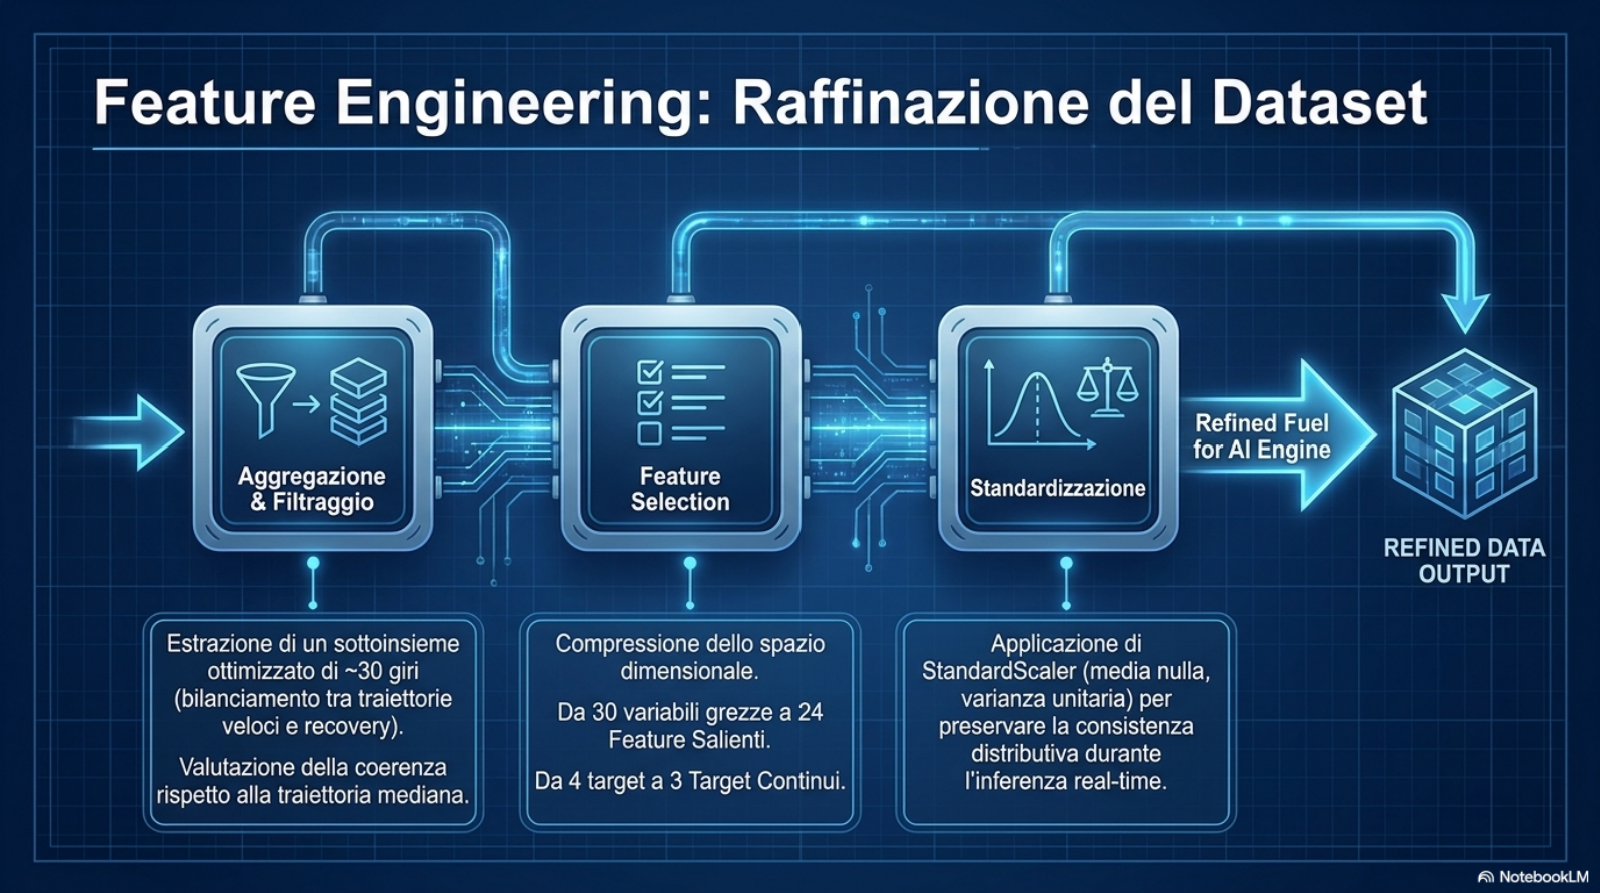 Feature Engineering: Raffinazione del Dataset
Aggregazione
& Filtraggio
Feature
Selection
Standardizzazione
Refined Fuel
for AI Engine
REFINED DATA
OUTPUT
Estrazione di un sottoinsieme
ottimizzato di ~30 giri
(bilanciamento tra traiettorie
veloci e recovery).
Valutazione della coerenza
rispetto alla traiettoria mediana.
Compressione dello spazio
dimensionale.
Da 30 variabili grezze a 24
Feature Salienti.
Da 4 target a 3 Target Continui.
Applicazione di
StandardScaler (media nulla,
varianza unitaria) per
preservare la consistenza
distributiva durante
l'inferenza real-time.
NotebookLM